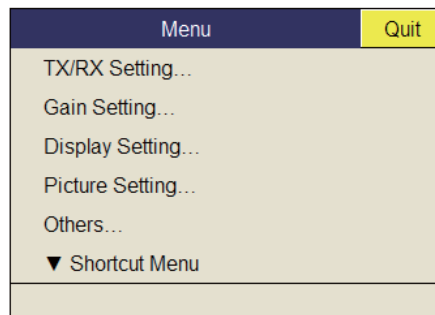 Menu Quit
TX/RX Setting...
Gain Setting...
Display Setting...
Picture Setting...
Others...
▼ Shortcut Menu